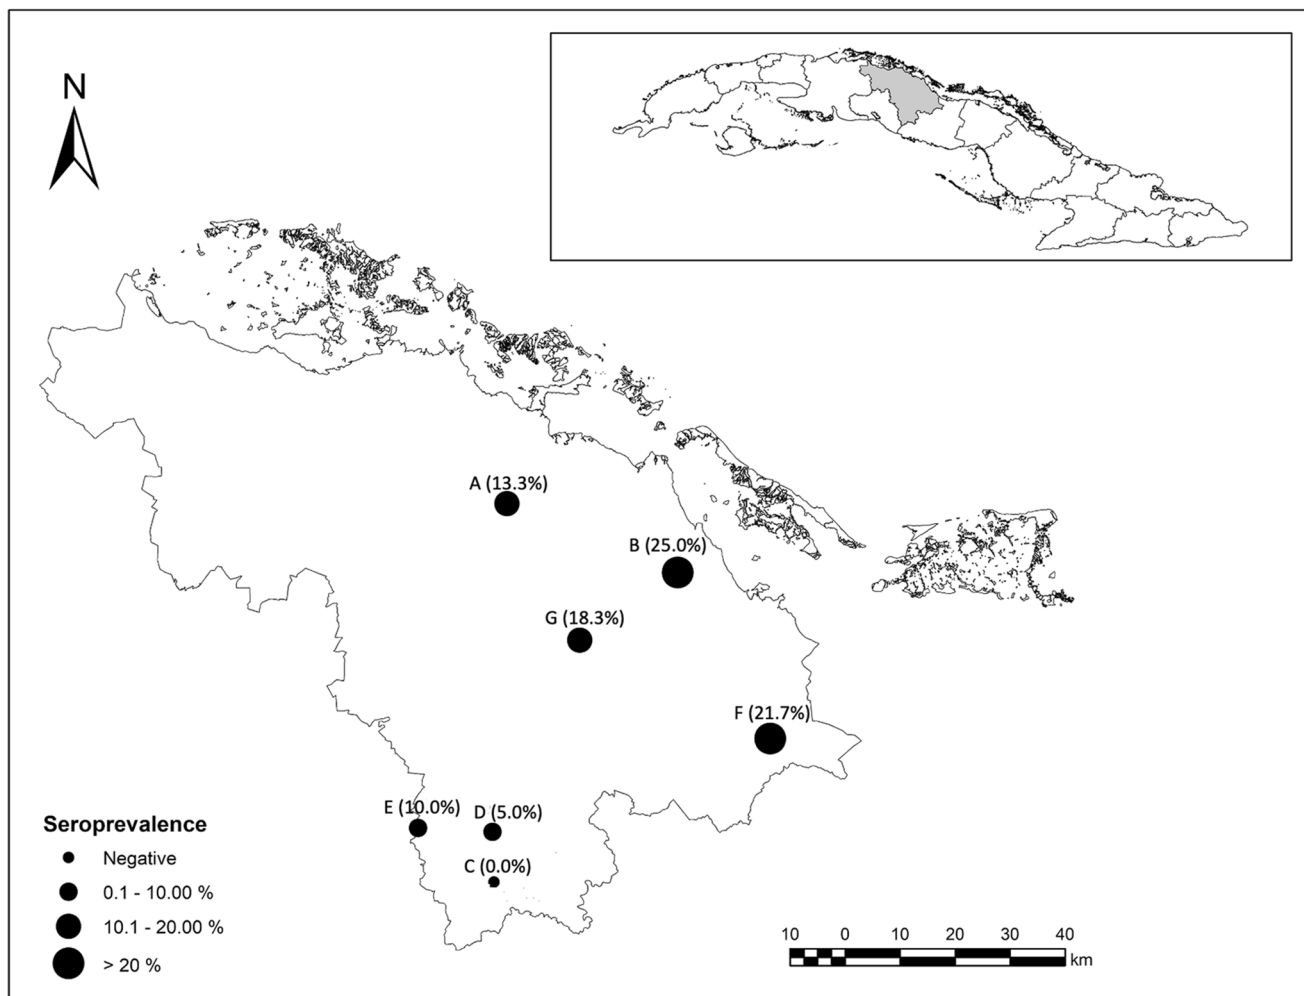 N
A (13.3%)
B (25.0%)
G (18.3%)
F (21.7%)
E (10.0%)
D (5.0%)
C (0.0%)
Seroprevalence
Negative
0.1 - 10.00 %
10.1 - 20.00 %
> 20 %
10 0 10 20 30 40
km